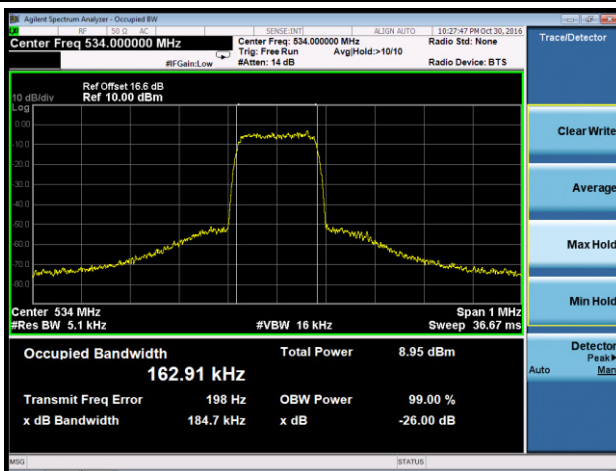 Agilent Spectrum Analyzer - Occupied BW
RF 50 Ω AC SENSE:INT ALIGN AUTO 10:27:47 PM Oct 30, 2016
Center Freq 534.000000 MHz
Center Freq: 534.000000 MHz
Radio Std: None
Trig: Free Run Avg|Hold:>10/10
#IFGain:Low
#Atten: 14 dB
Radio Device: BTS
Trace/Detector
Ref Offset 16.6 dB
10 dB/div Ref 10.00 dBm
Log
0.00
-10.0
-20.0
-30.0
-40.0
-50.0
-60.0
-70.0
-80.0
Center 534 MHz Span 1 MHz
#Res BW 5.1 kHz #VBW 16 kHz Sweep 36.67 ms
Occupied Bandwidth Total Power 8.95 dBm
162.91 kHz
Transmit Freq Error 198 Hz OBW Power 99.00 %
x dB Bandwidth 184.7 kHz x dB -26.00 dB
Clear Write
Average
Max Hold
Min Hold
Detector
Peak▶
Auto Man
MSG STATUS